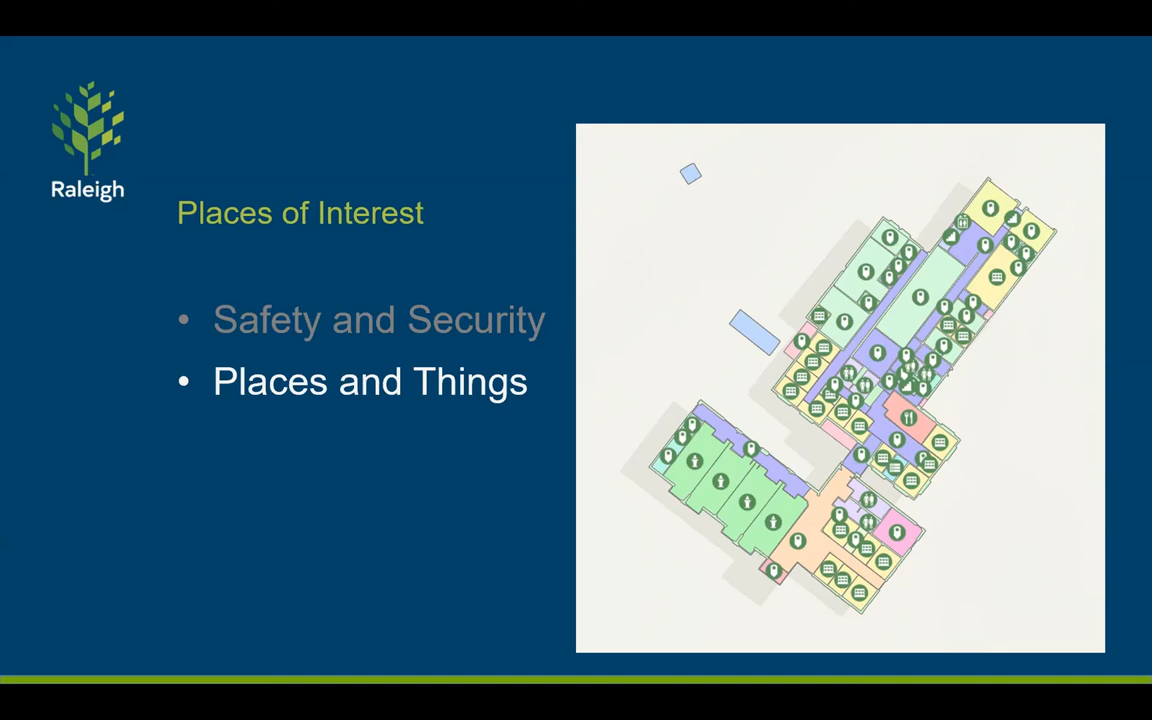 Raleigh
Places of Interest
• Safety and Security
• Places and Things